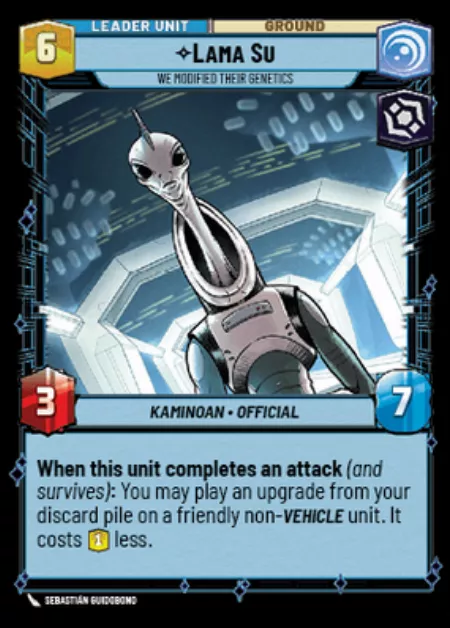 LEADER UNIT GROUND
6
✧LAMA SU
WE MODIFIED THEIR GENETICS
3
KAMINOAN • OFFICIAL
7
When this unit completes an attack (and
survives): You may play an upgrade from your
discard pile on a friendly non-VEHICLE unit. It
costs 1 less.
SEBASTIÁN GUIDOBONO